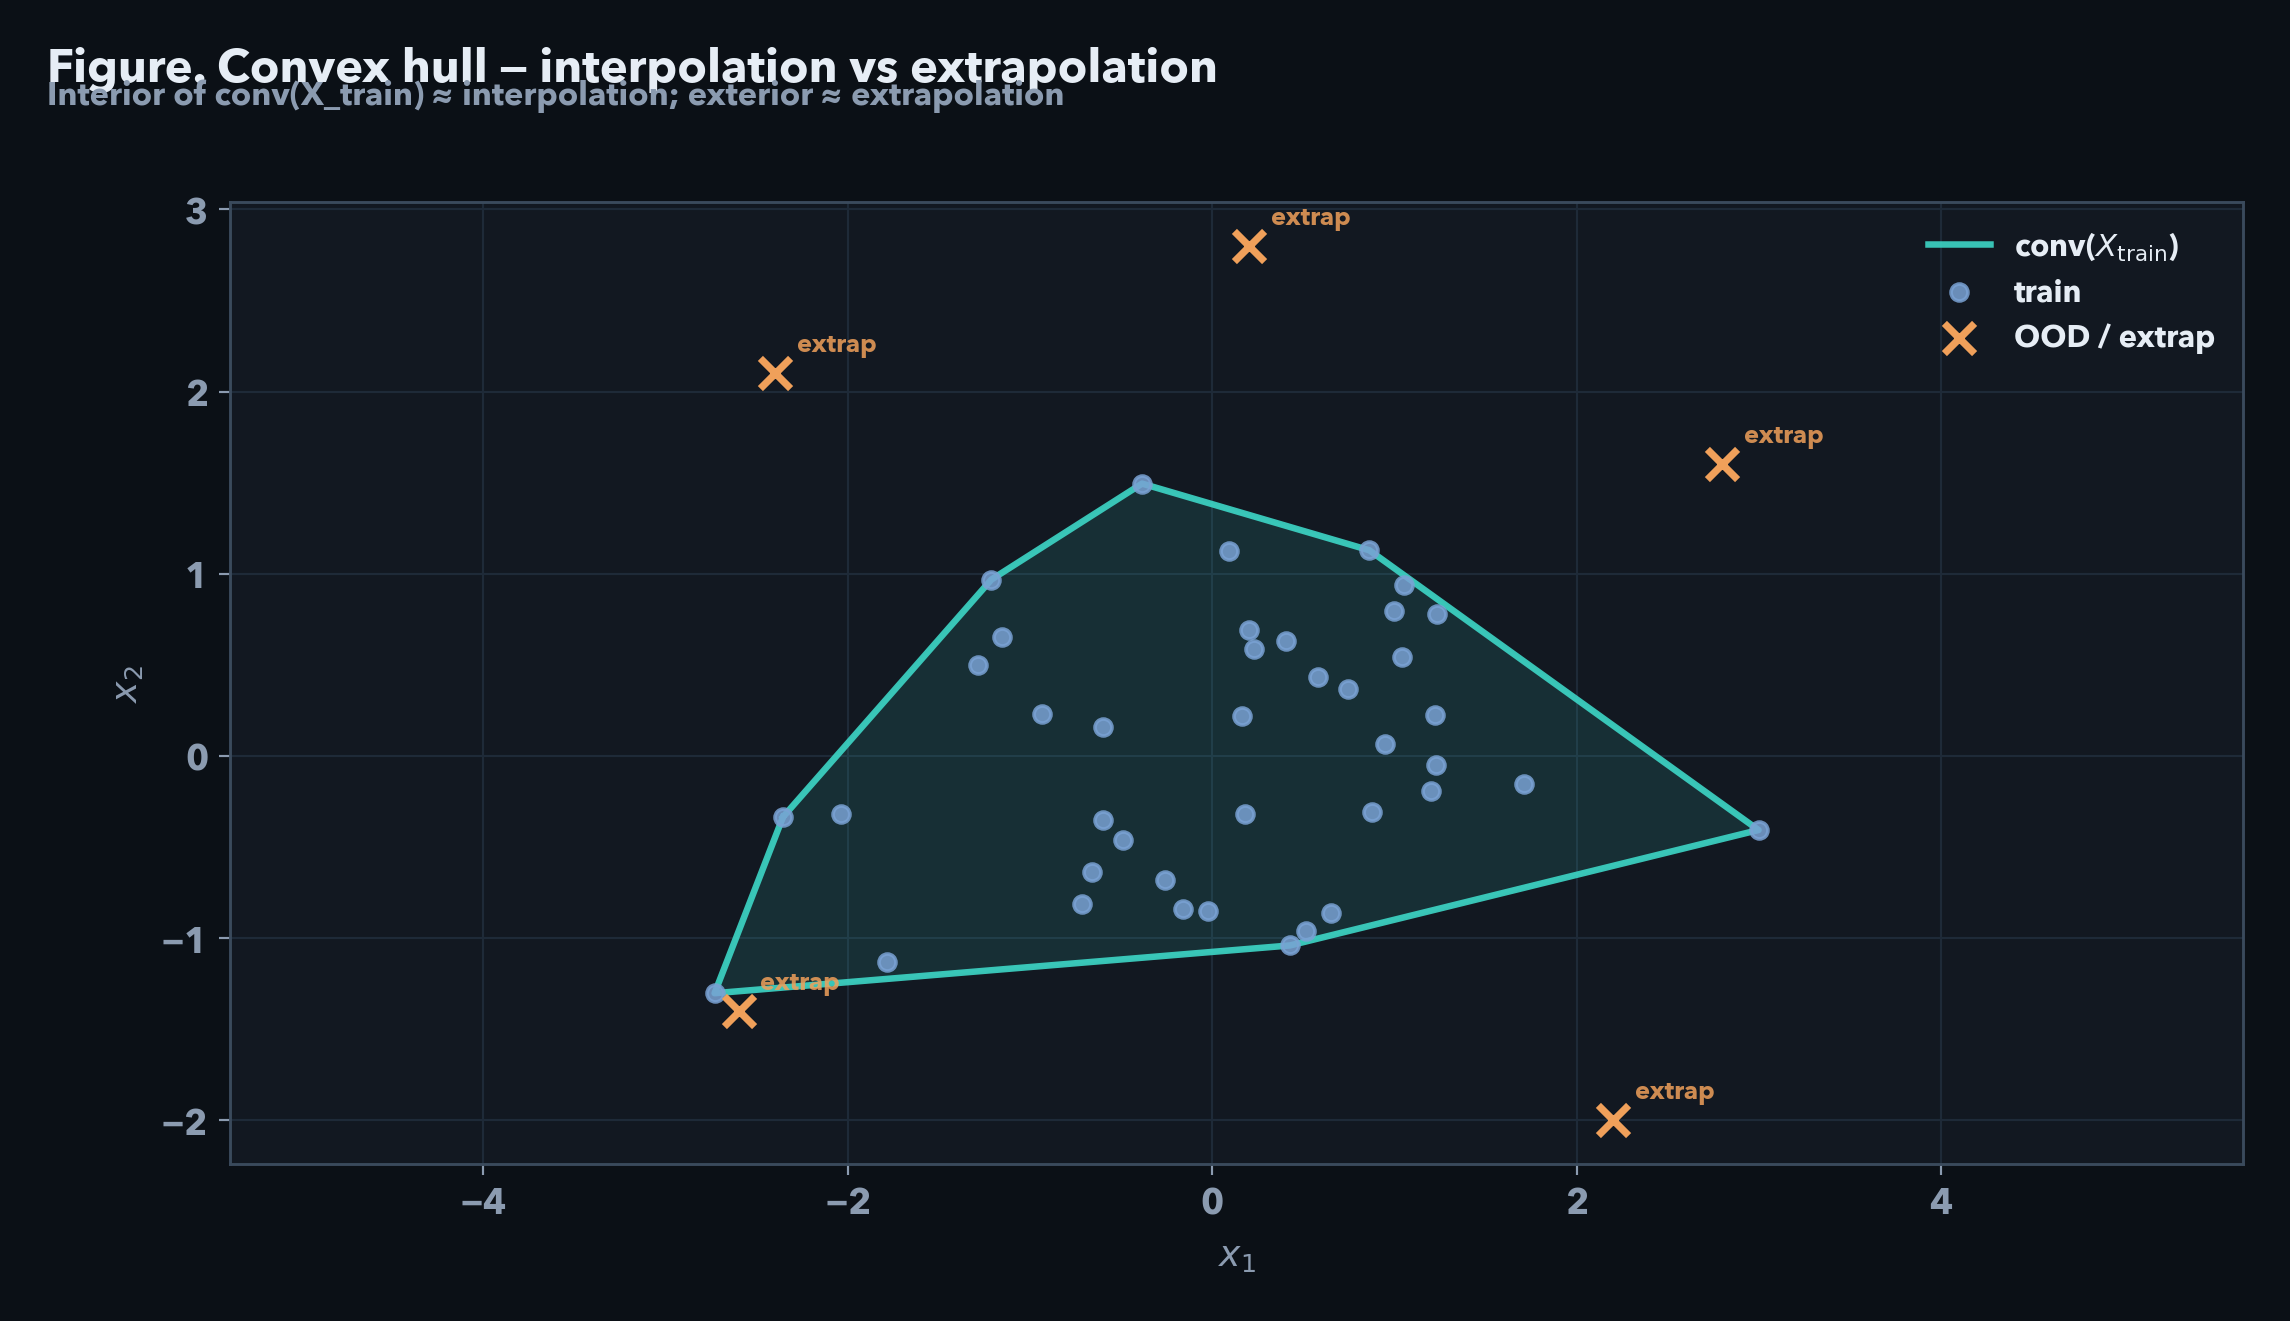 Figure. Convex hull — interpolation vs extrapolation
Interior of conv(X_train) ≈ interpolation; exterior ≈ extrapolation
3
2
1
0
−1
−2
x₂
extrap
extrap
extrap
extrap
extrap
conv(X_train)
train
OOD / extrap
−4
−2
0
2
4
x₁